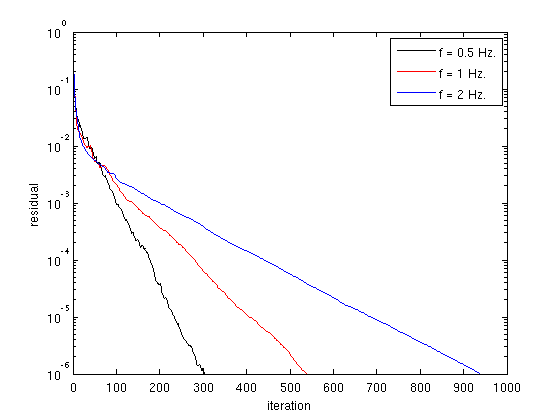 10^0
10^-1
10^-2
10^-3
10^-4
10^-5
10^-6
residual
f = 0.5 Hz.
f = 1 Hz.
f = 2 Hz.
0 100 200 300 400 500 600 700 800 900 1000
iteration